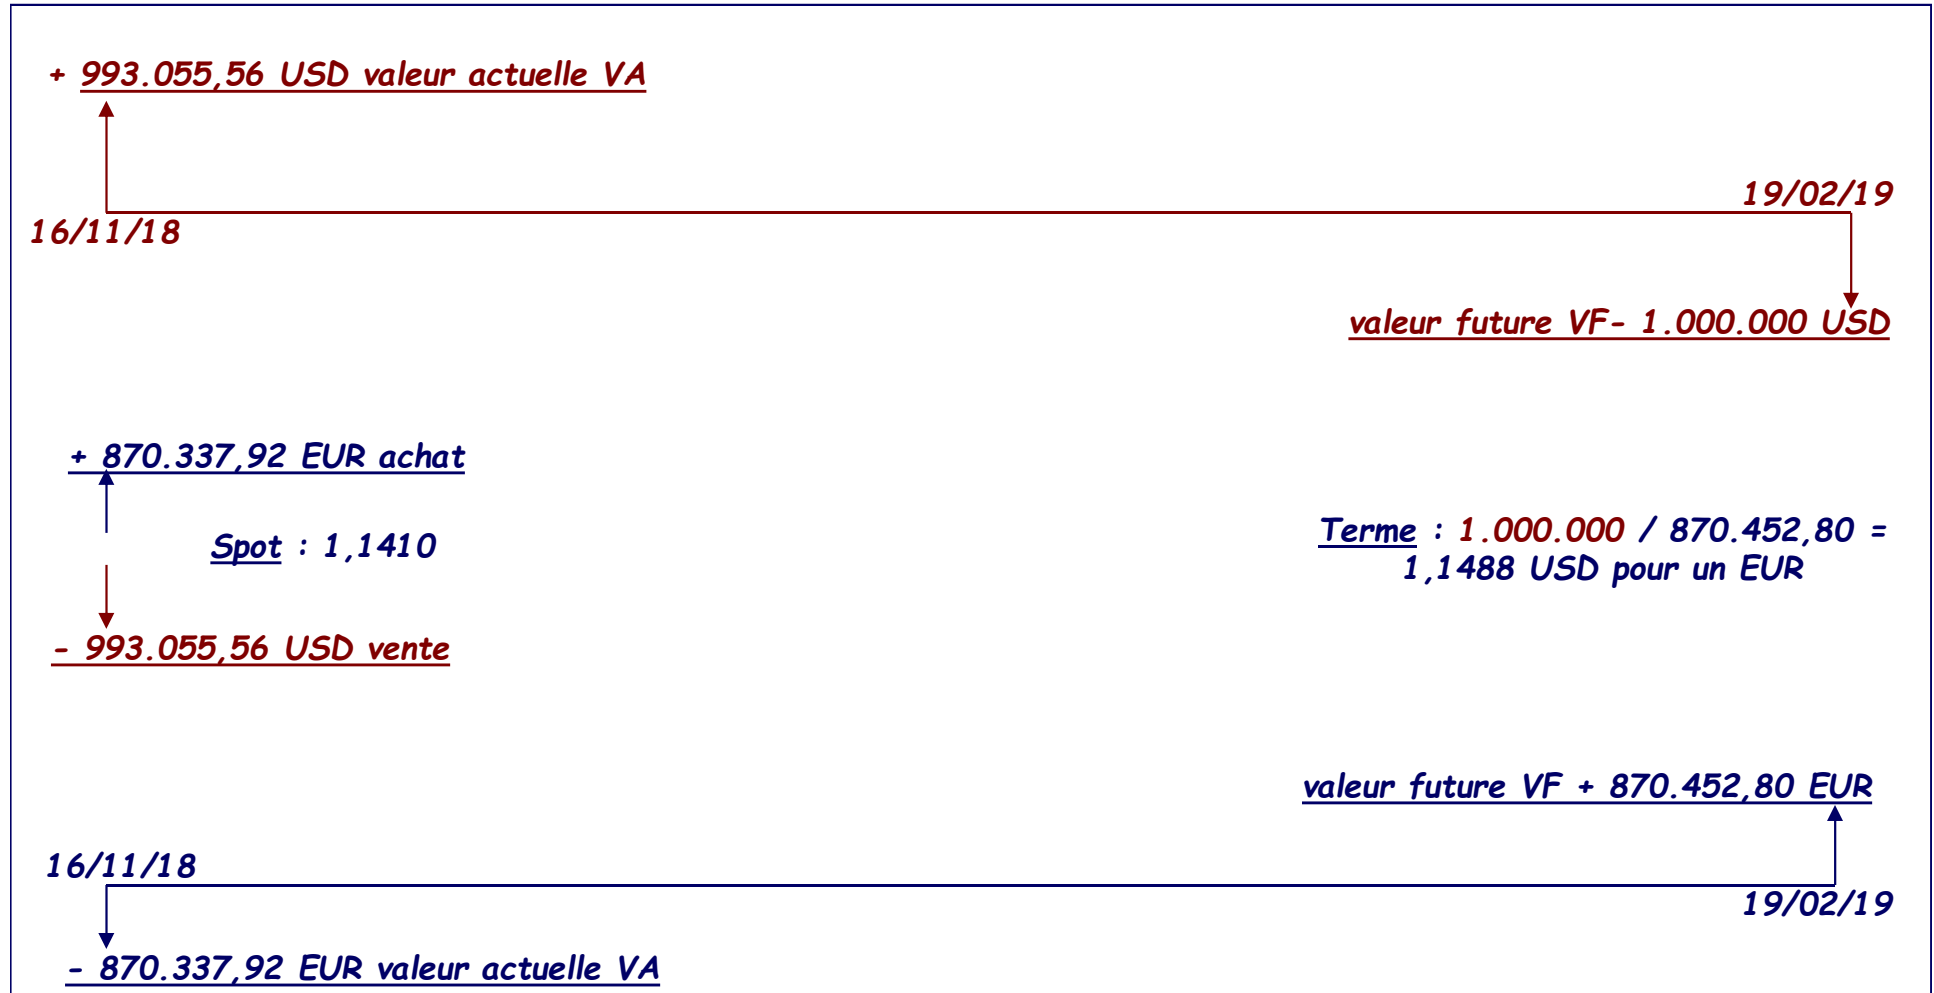 + 993.055,56 USD valeur actuelle VA
19/02/19
16/11/18
valeur future VF- 1.000.000 USD
+ 870.337,92 EUR achat
Spot : 1,1410
Terme : 1.000.000 / 870.452,80 =
1,1488 USD pour un EUR
- 993.055,56 USD vente
valeur future VF + 870.452,80 EUR
16/11/18
19/02/19
- 870.337,92 EUR valeur actuelle VA